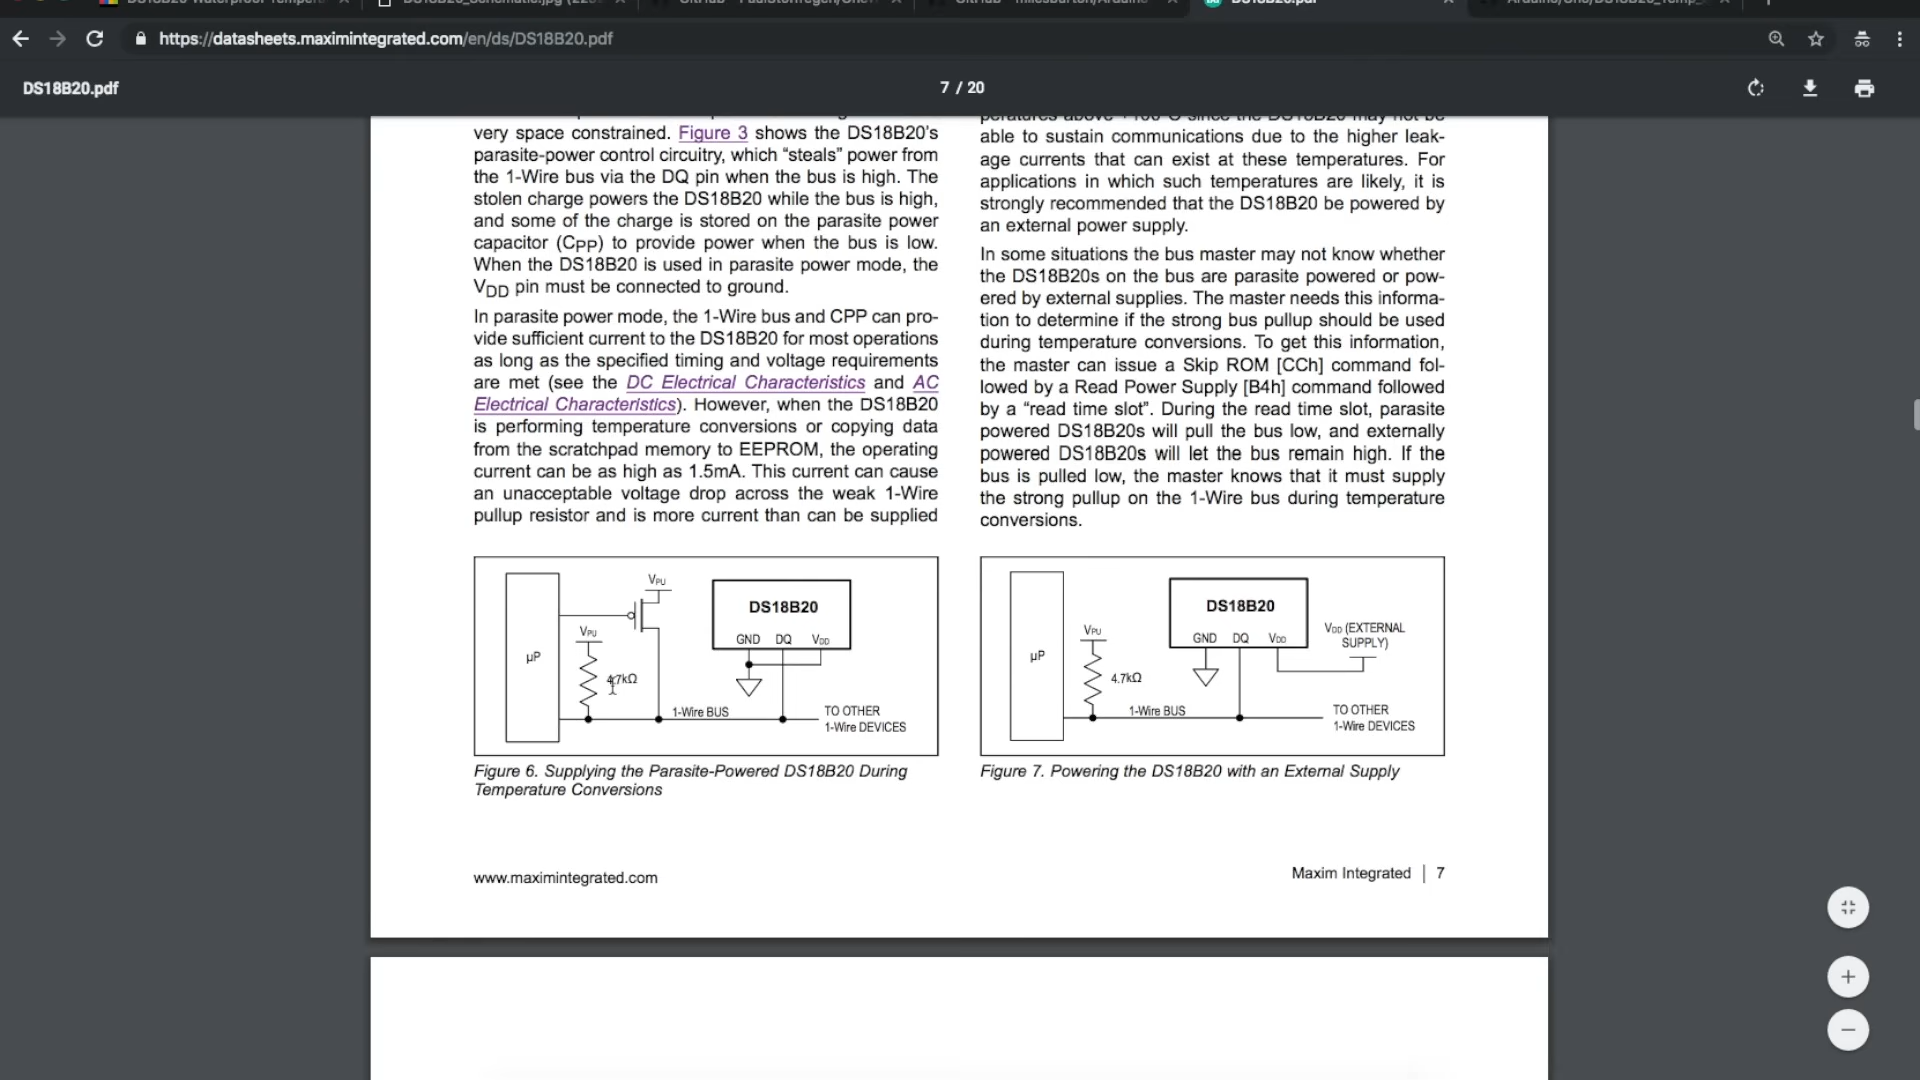 https://datasheets.maximintegrated.com/en/ds/DS18B20.pdf
DS18B20.pdf
7 / 20
very space constrained. Figure 3 shows the DS18B20's
parasite-power control circuitry, which “steals” power from
the 1-Wire bus via the DQ pin when the bus is high. The
stolen charge powers the DS18B20 while the bus is high,
and some of the charge is stored on the parasite power
capacitor (CPP) to provide power when the bus is low.
When the DS18B20 is used in parasite power mode, the
VDD pin must be connected to ground.
In parasite power mode, the 1-Wire bus and CPP can pro-
vide sufficient current to the DS18B20 for most operations
as long as the specified timing and voltage requirements
are met (see the DC Electrical Characteristics and AC
Electrical Characteristics). However, when the DS18B20
is performing temperature conversions or copying data
from the scratchpad memory to EEPROM, the operating
current can be as high as 1.5mA. This current can cause
an unacceptable voltage drop across the weak 1-Wire
pullup resistor and is more current than can be supplied
able to sustain communications due to the higher leak-
age currents that can exist at these temperatures. For
applications in which such temperatures are likely, it is
strongly recommended that the DS18B20 be powered by
an external power supply.
In some situations the bus master may not know whether
the DS18B20s on the bus are parasite powered or pow-
ered by external supplies. The master needs this informa-
tion to determine if the strong bus pullup should be used
during temperature conversions. To get this information,
the master can issue a Skip ROM [CCh] command fol-
lowed by a Read Power Supply [B4h] command followed
by a “read time slot”. During the read time slot, parasite
powered DS18B20s will pull the bus low, and externally
powered DS18B20s will let the bus remain high. If the
bus is pulled low, the master knows that it must supply
the strong pullup on the 1-Wire bus during temperature
conversions.
VPU
DS18B20
GND DQ VDD
VPU
µP
4.7kΩ
1-Wire BUS
TO OTHER
1-Wire DEVICES
Figure 6. Supplying the Parasite-Powered DS18B20 During
Temperature Conversions
DS18B20
GND DQ VDD
VDD (EXTERNAL
SUPPLY)
VPU
µP
4.7kΩ
1-Wire BUS
TO OTHER
1-Wire DEVICES
Figure 7. Powering the DS18B20 with an External Supply
www.maximintegrated.com
Maxim Integrated | 7